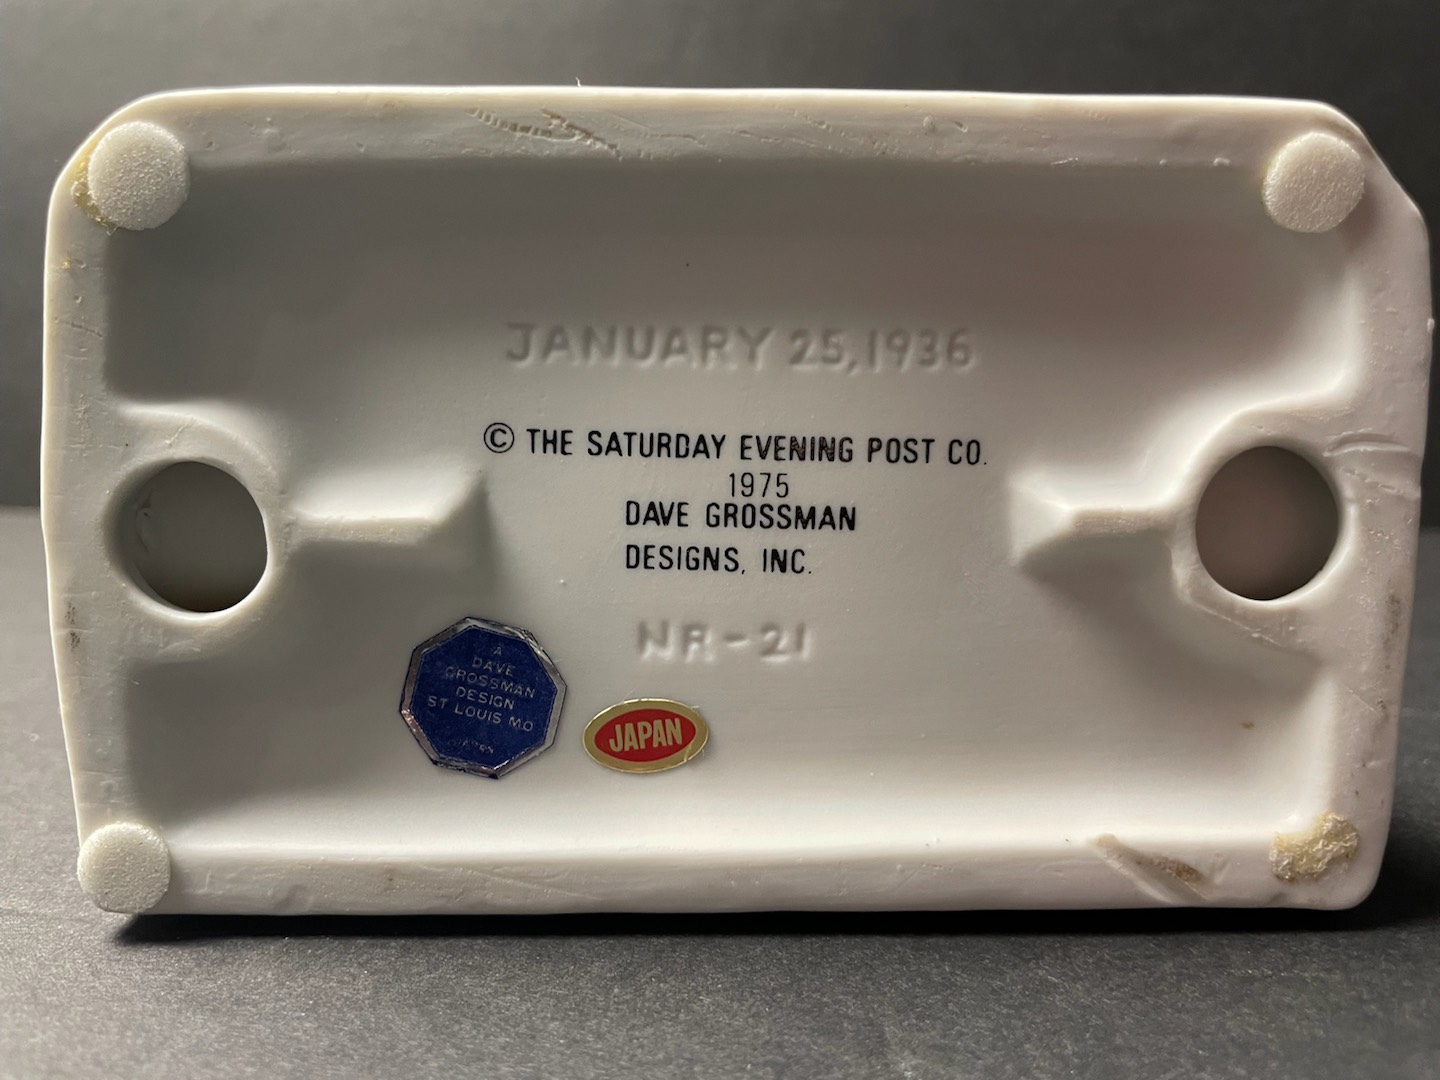 JANUARY 25, 1936
© THE SATURDAY EVENING POST CO.
1975
DAVE GROSSMAN
DESIGNS, INC.
NR-21
A
DAVE
GROSSMAN
DESIGN
ST LOUIS MO
JAPAN